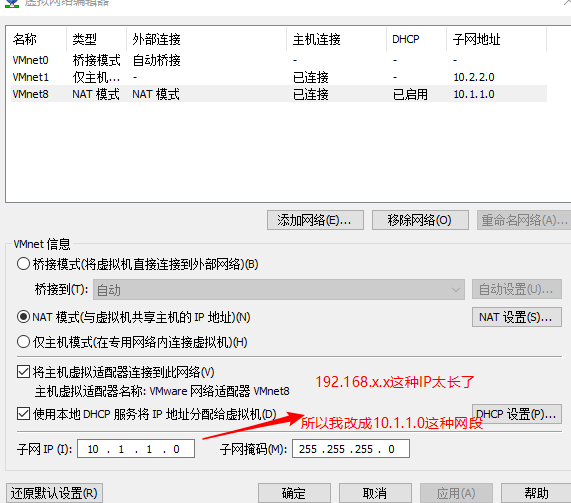 虚拟网络编辑器
名称 类型 外部连接 主机连接 DHCP 子网地址
VMnet0 桥接模式 自动桥接 - - -
VMnet1 仅主机... - 已连接 - 10.2.2.0
VMnet8 NAT 模式 NAT 模式 已连接 已启用 10.1.1.0
添加网络(E)... 移除网络(O) 重命名网络(A)...
VMnet 信息
桥接模式(将虚拟机直接连接到外部网络)(B)
桥接到(T): 自动 自动设置(U)...
NAT 模式(与虚拟机共享主机的 IP 地址)(N) NAT 设置(S)...
仅主机模式(在专用网络内连接虚拟机)(H)
将主机虚拟适配器连接到此网络(V)
192.168.x.x这种IP太长了
主机虚拟适配器名称: VMware 网络适配器 VMnet8
使用本地 DHCP 服务将 IP 地址分配给虚拟机(D) DHCP 设置(P)...
所以我改成10.1.1.0这种网段
子网 IP (I): 10 . 1 . 1 . 0 子网掩码(M): 255 .255 .255 . 0
还原默认设置(R) 确定 取消 应用(A) 帮助